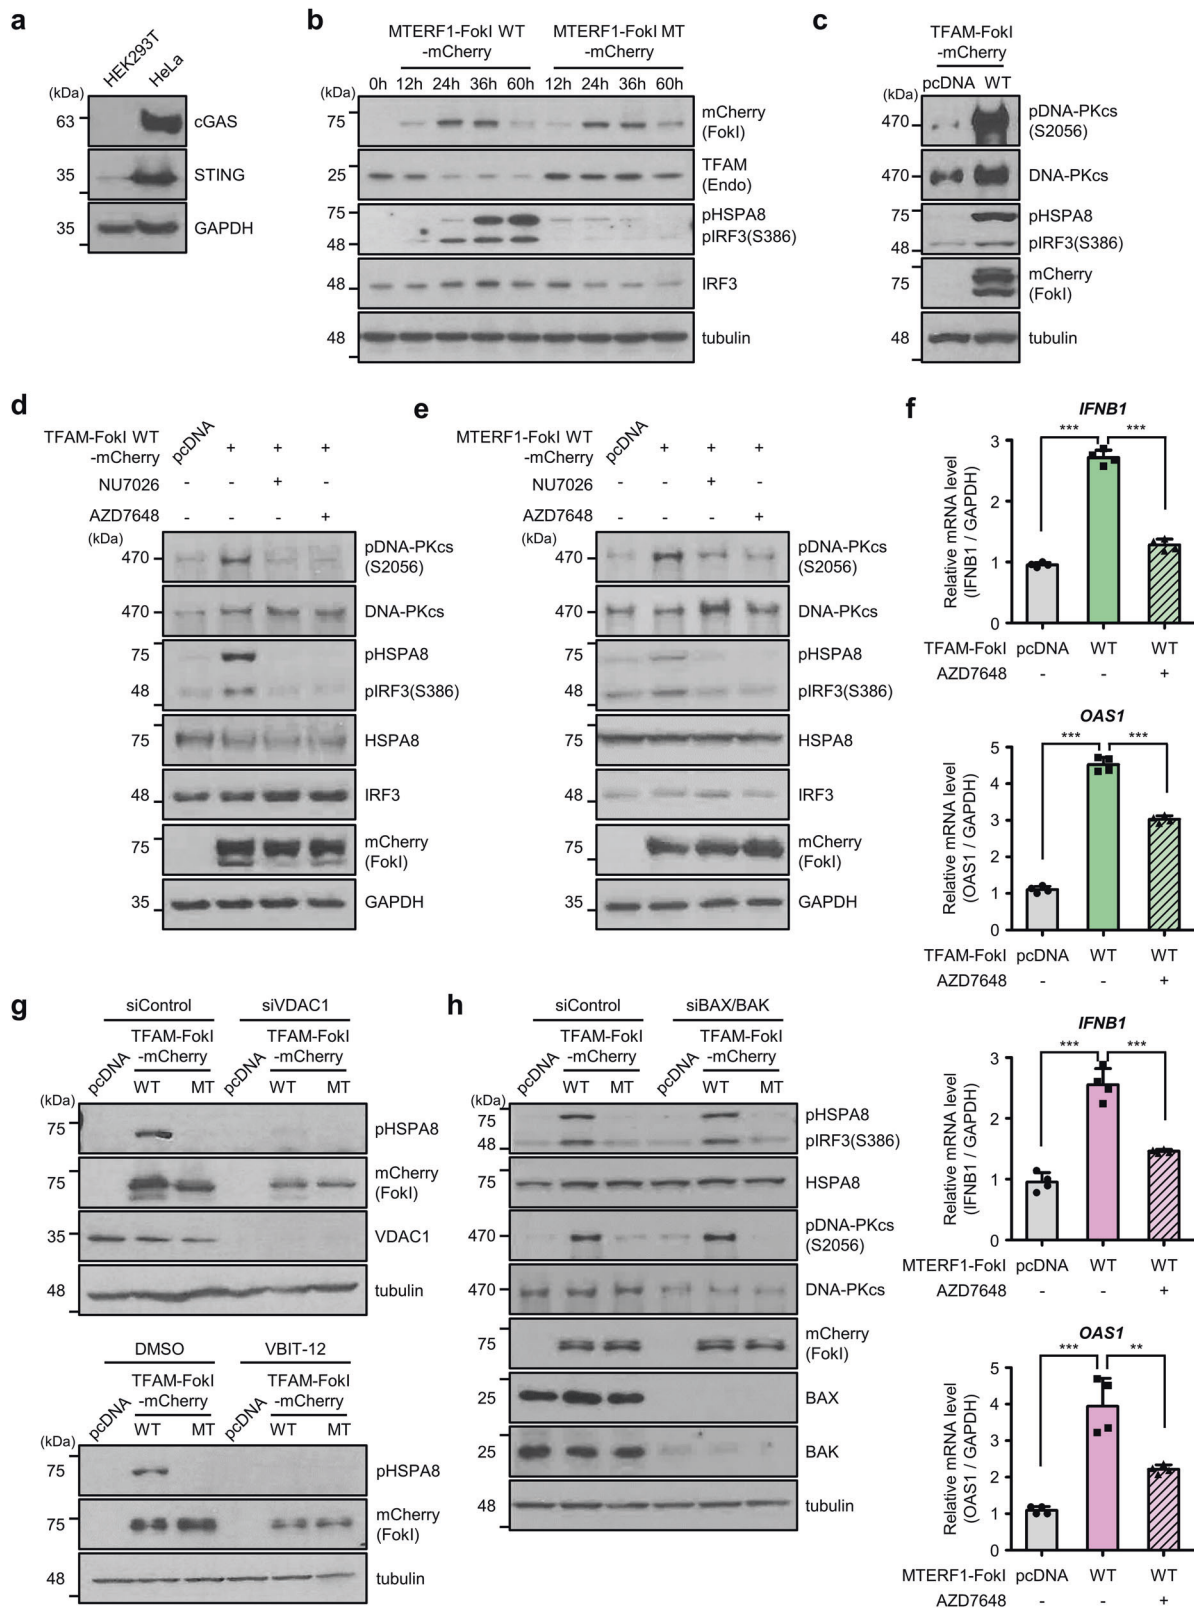 a
HEK293T
HeLa
(kDa)
63
cGAS
35
STING
35
GAPDH
b
MTERF1-FokI WT
-mCherry
MTERF1-FokI MT
-mCherry
0h 12h 24h 36h 60h 12h 24h 36h 60h
(kDa)
75
mCherry
(FokI)
25
TFAM
(Endo)
75
pHSPA8
48
pIRF3(S386)
48
IRF3
48
tubulin
c
TFAM-FokI
-mCherry
pcDNA WT
(kDa)
470
pDNA-PKcs
(S2056)
470
DNA-PKcs
75
pHSPA8
48
pIRF3(S386)
75
mCherry
(FokI)
48
tubulin
d
TFAM-FokI WT
-mCherry
pcDNA + + +
NU7026 - - + -
AZD7648 - - - +
(kDa)
470
pDNA-PKcs
(S2056)
470
DNA-PKcs
75
pHSPA8
48
pIRF3(S386)
75
HSPA8
48
IRF3
75
mCherry
(FokI)
35
GAPDH
e
MTERF1-FokI WT
-mCherry
pcDNA + + +
NU7026 - - + -
AZD7648 - - - +
(kDa)
470
pDNA-PKcs
(S2056)
470
DNA-PKcs
75
pHSPA8
48
pIRF3(S386)
75
HSPA8
48
IRF3
75
mCherry
(FokI)
35
GAPDH
f
IFNB1
*** ***
Relative mRNA level
(IFNB1 / GAPDH)
3
2
1
0
TFAM-FokI pcDNA WT WT
AZD7648 - - +
OAS1
*** ***
Relative mRNA level
(OAS1 / GAPDH)
5
4
3
2
1
0
TFAM-FokI pcDNA WT WT
AZD7648 - - +
IFNB1
*** ***
Relative mRNA level
(IFNB1 / GAPDH)
3
2
1
0
MTERF1-FokI pcDNA WT WT
AZD7648 - - +
OAS1
*** **
Relative mRNA level
(OAS1 / GAPDH)
5
4
3
2
1
0
MTERF1-FokI pcDNA WT WT
AZD7648 - - +
g
siControl siVDAC1
TFAM-FokI
-mCherry
TFAM-FokI
-mCherry
pcDNA WT MT pcDNA WT MT
(kDa)
75
pHSPA8
75
mCherry
(FokI)
35
VDAC1
48
tubulin
DMSO VBIT-12
TFAM-FokI
-mCherry
TFAM-FokI
-mCherry
pcDNA WT MT pcDNA WT MT
(kDa)
75
pHSPA8
75
mCherry
(FokI)
48
tubulin
h
siControl siBAX/BAK
TFAM-FokI
-mCherry
TFAM-FokI
-mCherry
pcDNA WT MT pcDNA WT MT
(kDa)
75
pHSPA8
48
pIRF3(S386)
75
HSPA8
470
pDNA-PKcs
(S2056)
470
DNA-PKcs
75
mCherry
(FokI)
25
BAX
25
BAK
48
tubulin